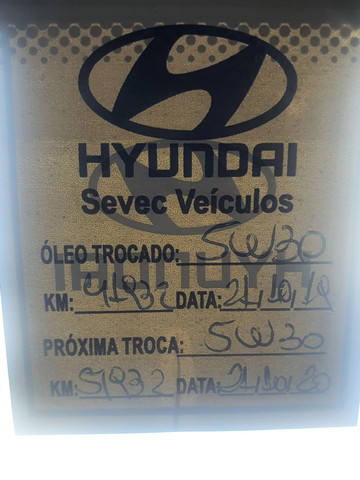 HYUNDAI
Sevec Veículos
ÓLEO TROCADO: 5W30
KM: 41932 DATA: 21/10/19
PRÓXIMA TROCA: 5W30
KM: 51932 DATA: 21/10/20